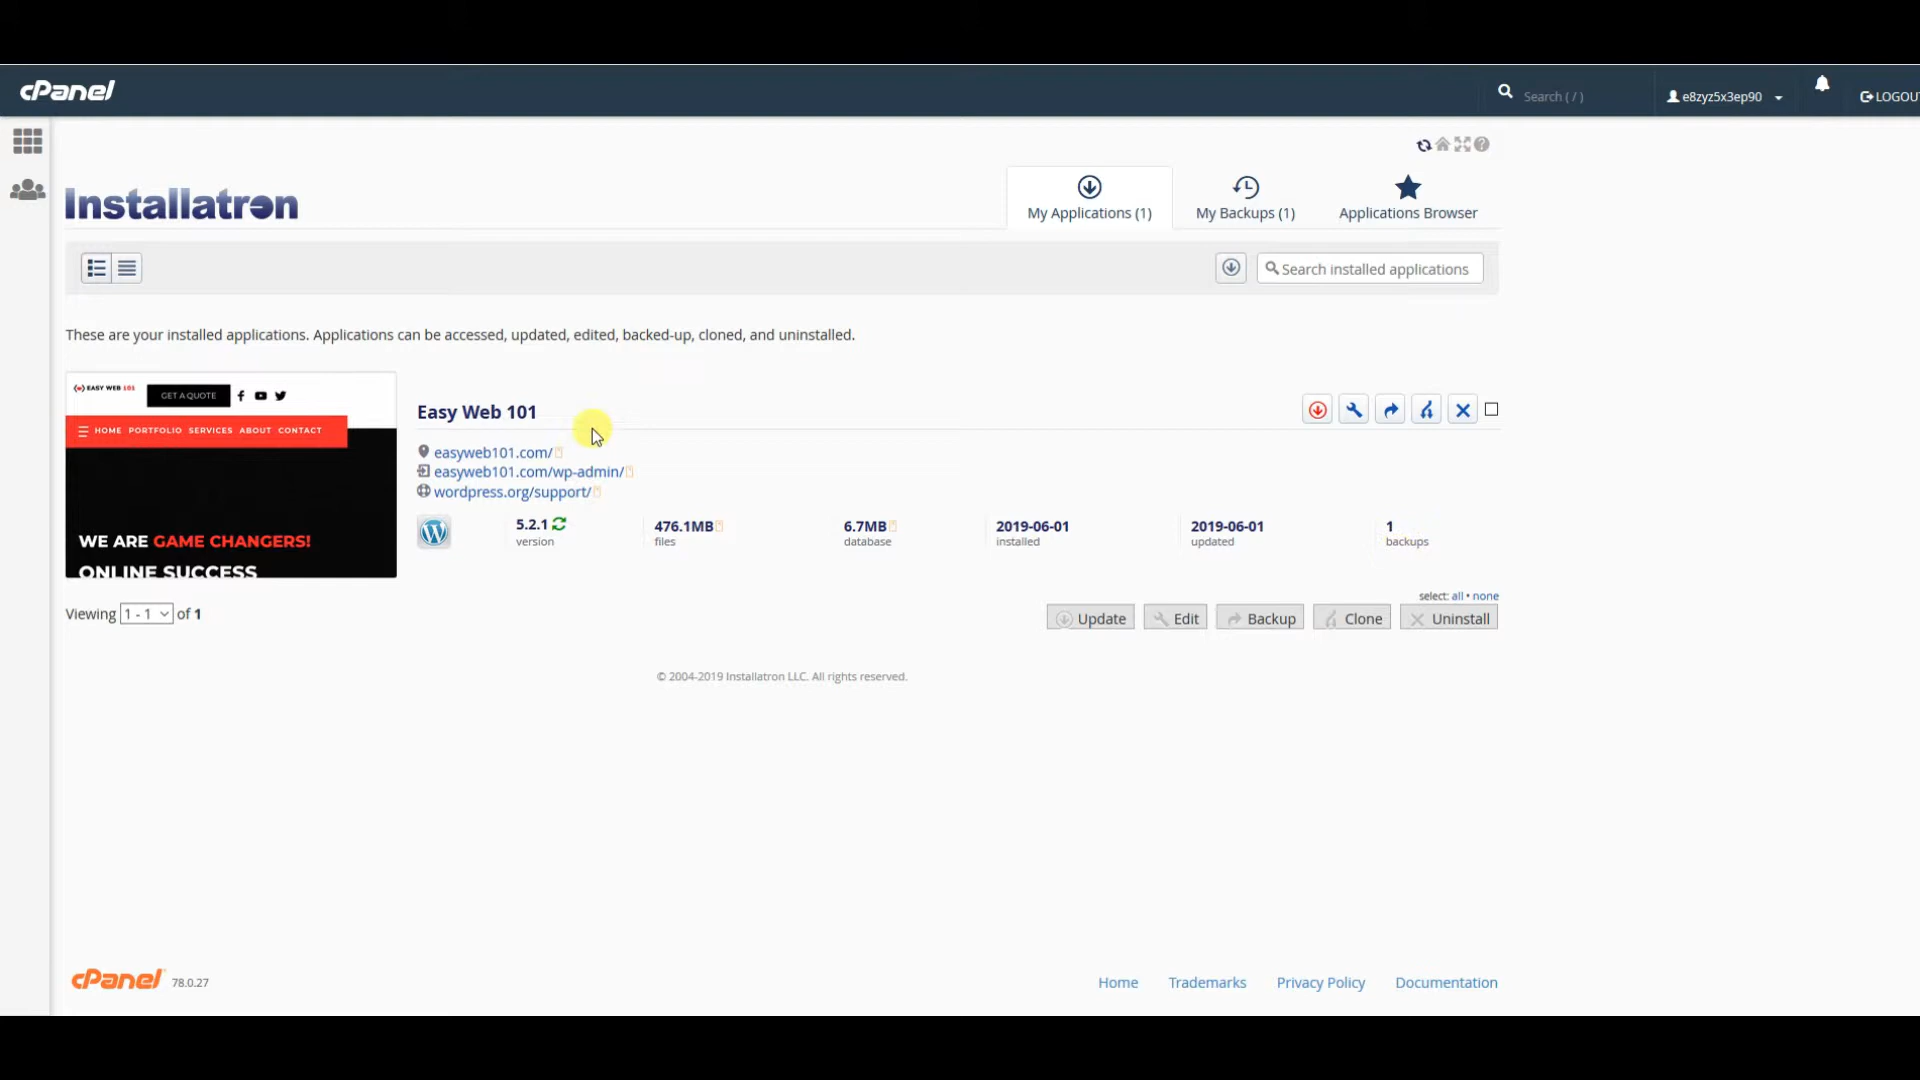 cPanel
Search ( / )
e8zyz5x3ep90
LOGOUT
Installatron
My Applications (1)
My Backups (1)
Applications Browser
Search installed applications
These are your installed applications. Applications can be accessed, updated, edited, backed-up, cloned, and uninstalled.
EASY WEB 101
GET A QUOTE
HOME PORTFOLIO SERVICES ABOUT CONTACT
WE ARE GAME CHANGERS!
ONLINE SUCCESS
Easy Web 101
easyweb101.com/
easyweb101.com/wp-admin/
wordpress.org/support/
5.2.1
version
476.1MB
files
6.7MB
database
2019-06-01
installed
2019-06-01
updated
1
backups
select: all • none
Viewing 1 - 1 of 1
Update
Edit
Backup
Clone
Uninstall
© 2004-2019 Installatron LLC. All rights reserved.
cPanel 78.0.27
Home
Trademarks
Privacy Policy
Documentation